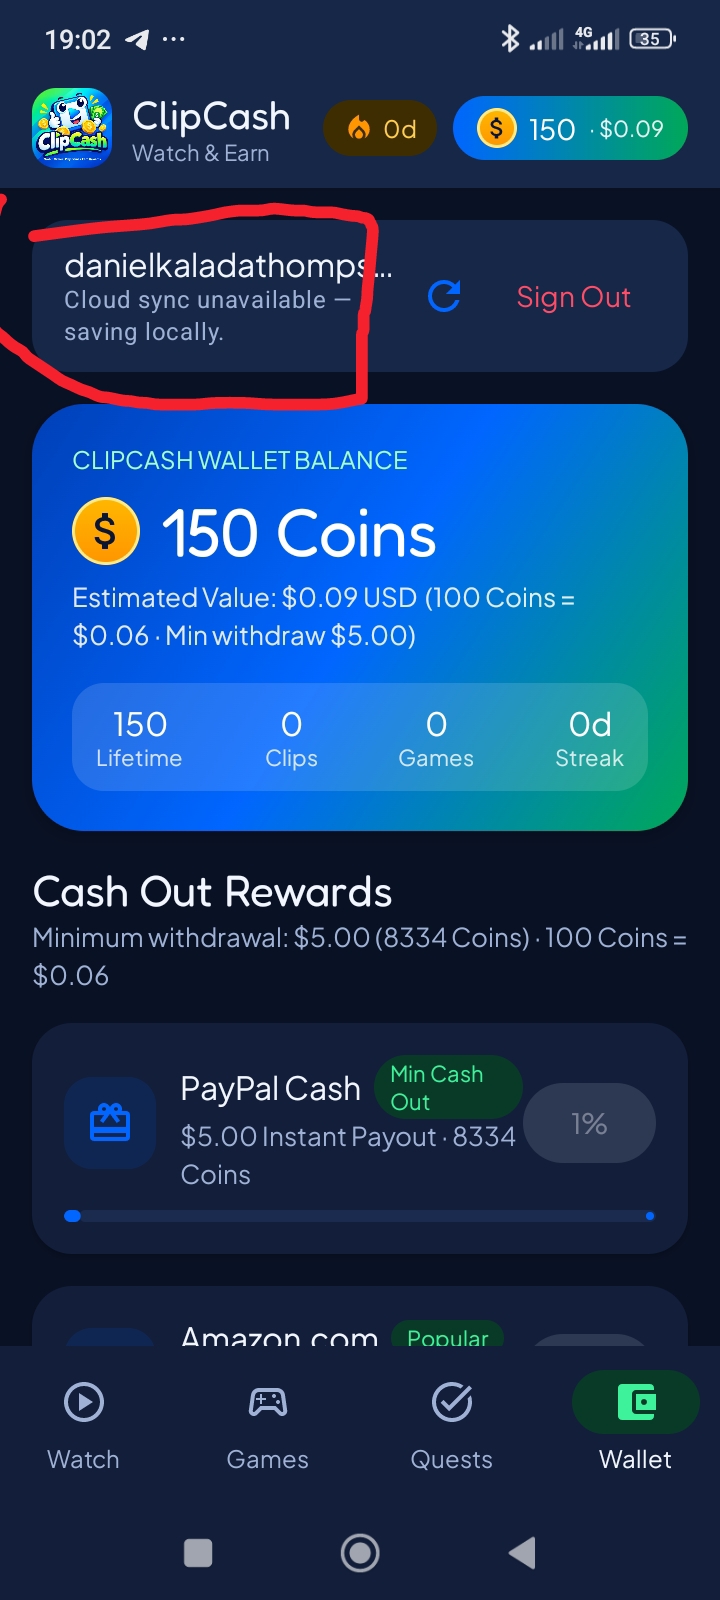 19:02
4G
35
ClipCash
ClipCash
Watch & Earn
0d
150 · $0.09
danielkaladathomps...
Cloud sync unavailable —
saving locally.
Sign Out
CLIPCASH WALLET BALANCE
$ 150 Coins
Estimated Value: $0.09 USD (100 Coins =
$0.06 · Min withdraw $5.00)
150 0 0 0d
Lifetime Clips Games Streak
Cash Out Rewards
Minimum withdrawal: $5.00 (8334 Coins) · 100 Coins =
$0.06
PayPal Cash
Min Cash
Out
$5.00 Instant Payout · 8334
Coins
1%
Amazon.com Popular
Watch Games Quests Wallet